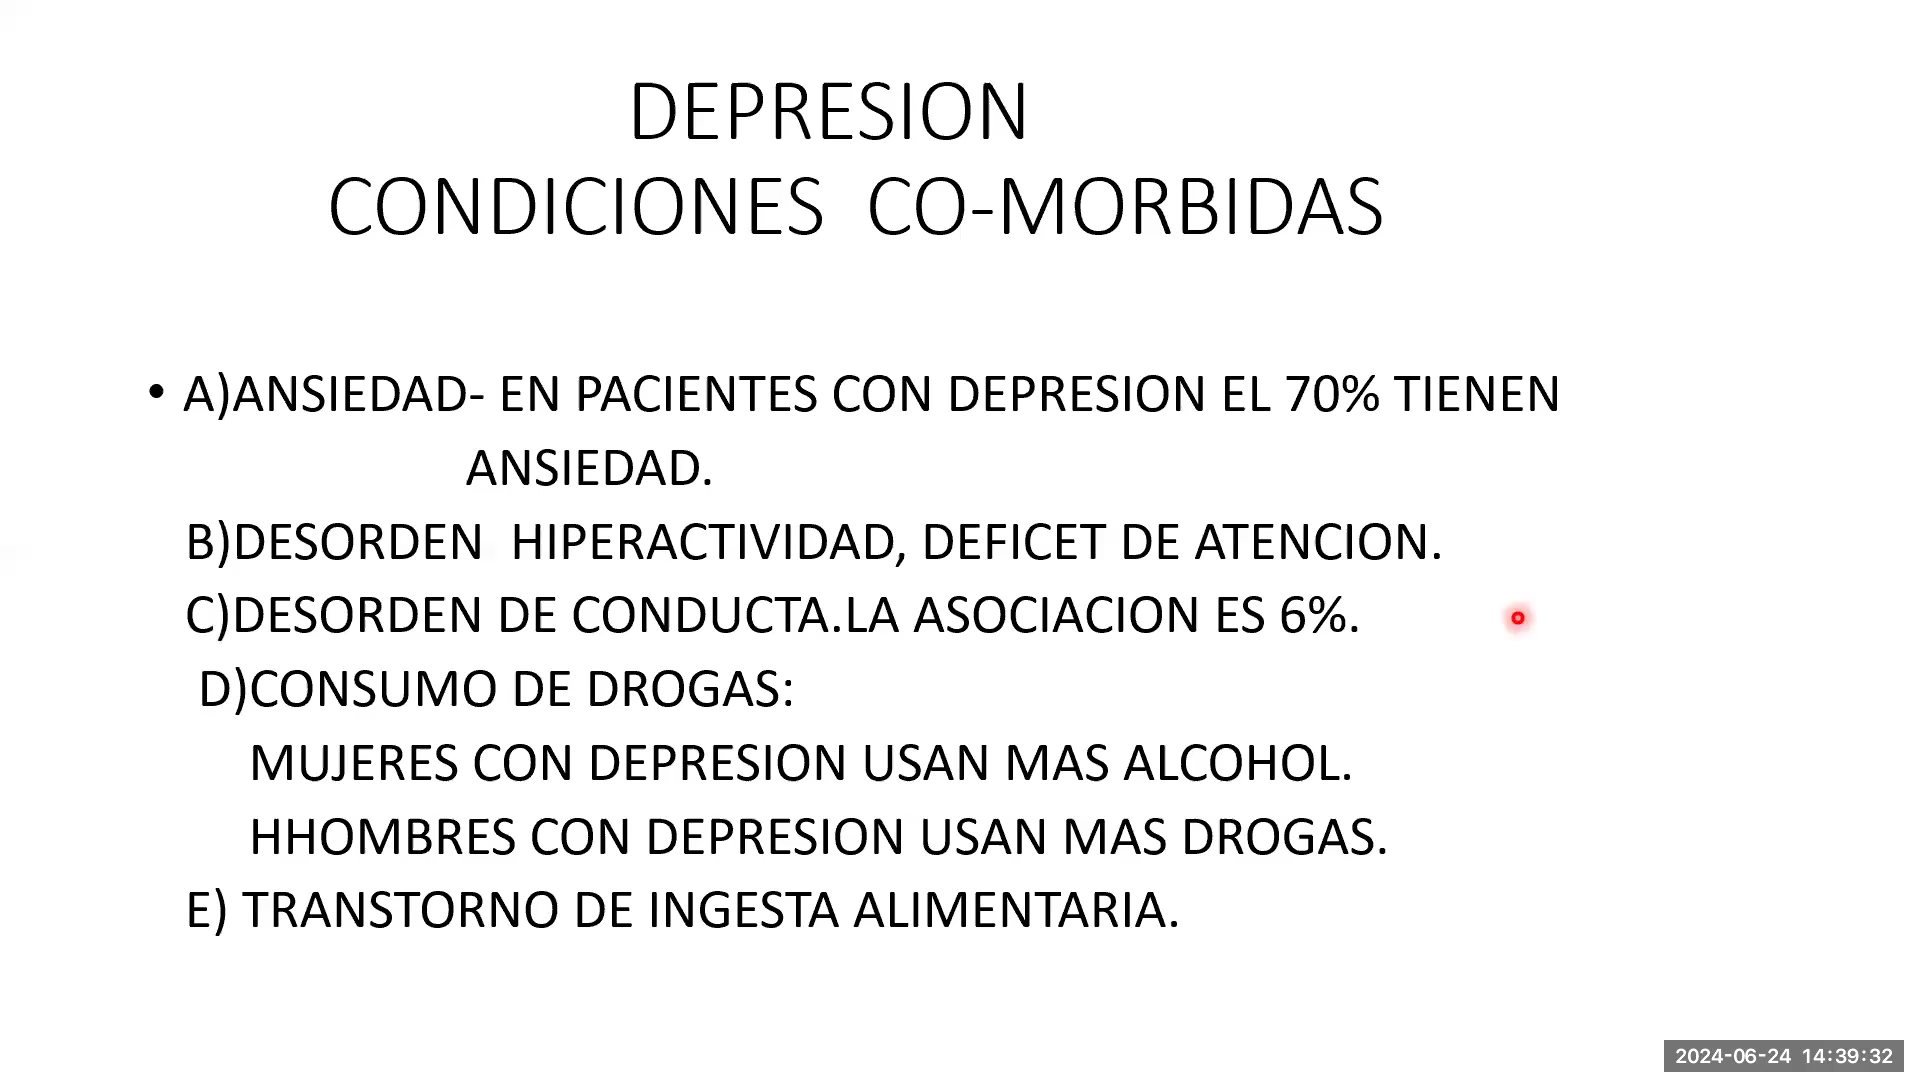 DEPRESION
CONDICIONES CO-MORBIDAS
• A)ANSIEDAD- EN PACIENTES CON DEPRESION EL 70% TIENEN
ANSIEDAD.
B)DESORDEN HIPERACTIVIDAD, DEFICET DE ATENCION.
C)DESORDEN DE CONDUCTA.LA ASOCIACION ES 6%.
D)CONSUMO DE DROGAS:
MUJERES CON DEPRESION USAN MAS ALCOHOL.
HHOMBRES CON DEPRESION USAN MAS DROGAS.
E) TRANSTORNO DE INGESTA ALIMENTARIA.
2024-06-24 14:39:32